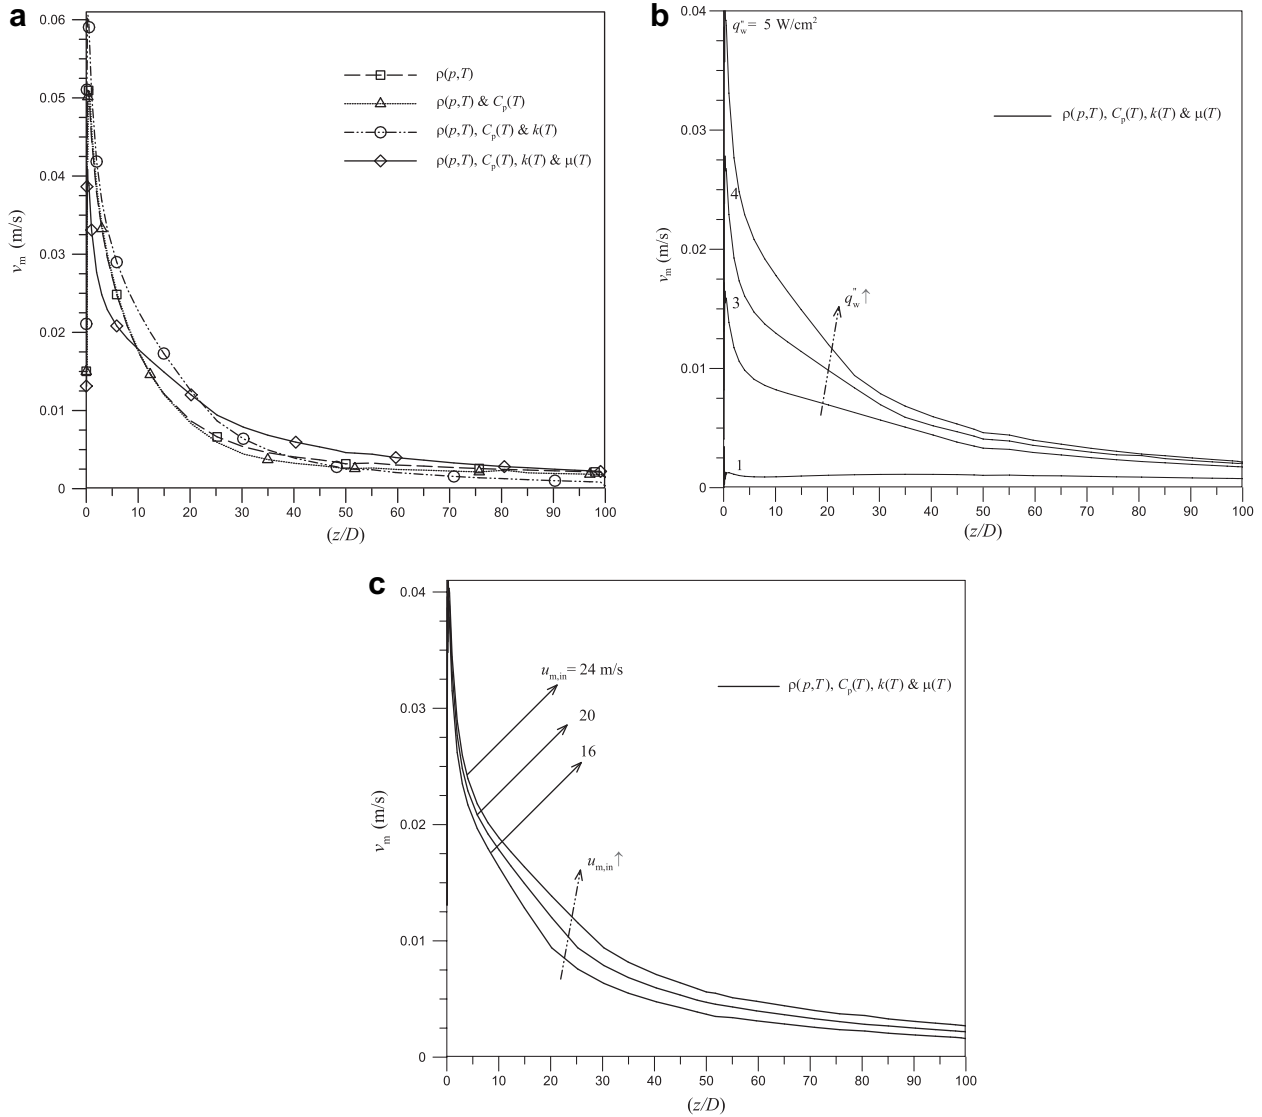 a
0.06
0.05
0.04
0.03
0.02
0.01
0
v_m (m/s)
ρ(p,T)
ρ(p,T) & C_p(T)
ρ(p,T), C_p(T) & k(T)
ρ(p,T), C_p(T), k(T) & μ(T)
0 10 20 30 40 50 60 70 80 90 100
(z/D)
b
0.04
0.03
0.02
0.01
0
v_m (m/s)
q"_w = 5 W/cm²
ρ(p,T), C_p(T), k(T) & μ(T)
4
q"_w ↑
3
1
0 10 20 30 40 50 60 70 80 90 100
(z/D)
c
0.04
0.03
0.02
0.01
0
v_m (m/s)
u_m,in = 24 m/s
ρ(p,T), C_p(T), k(T) & μ(T)
20
16
u_m,in ↑
0 10 20 30 40 50 60 70 80 90 100
(z/D)